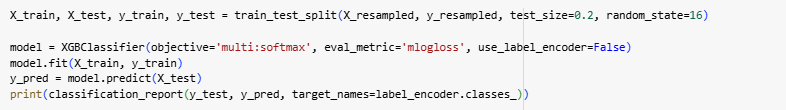 X_train, X_test, y_train, y_test = train_test_split(X_resampled, y_resampled, test_size=0.2, random_state=16)
model = XGBClassifier(objective='multi:softmax', eval_metric='mlogloss', use_label_encoder=False)
model.fit(X_train, y_train)
y_pred = model.predict(X_test)
print(classification_report(y_test, y_pred, target_names=label_encoder.classes_))